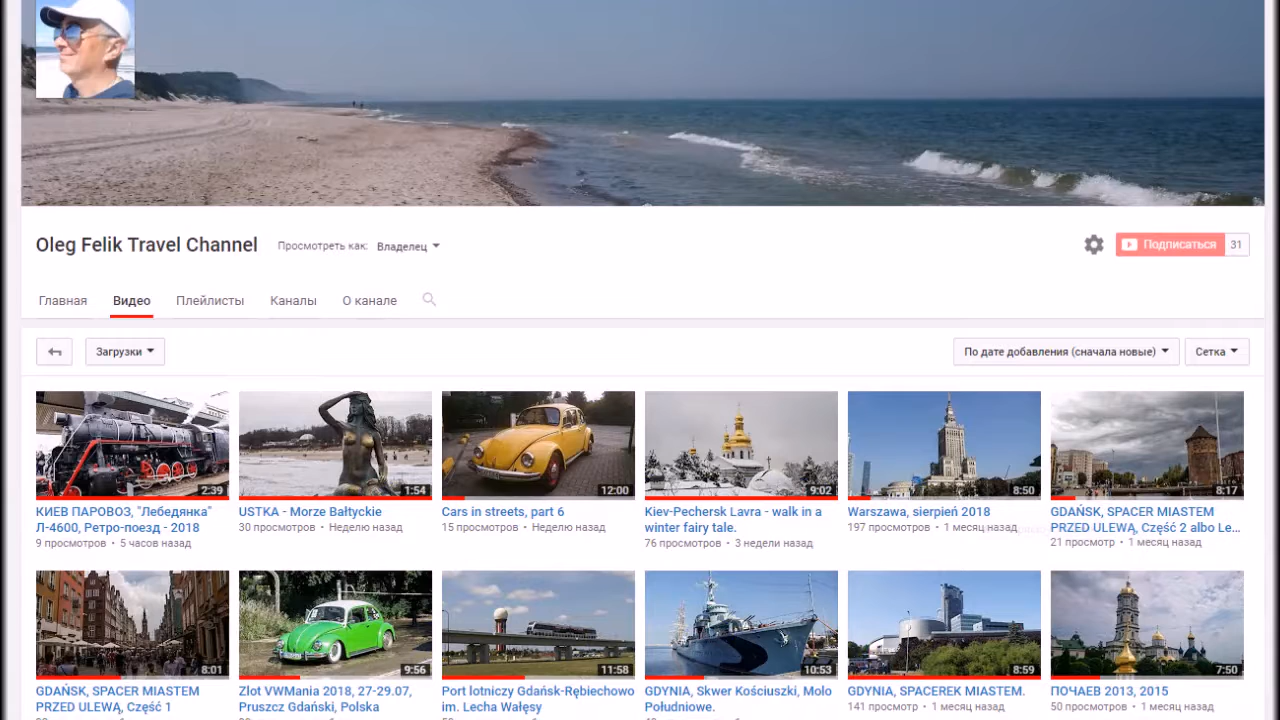 Oleg Felik Travel Channel
Просмотреть как: Владелец
Подписаться 31
Главная Видео Плейлисты Каналы О канале
Загрузки
По дате добавления (сначала новые) Сетка
2:39
КИЕВ ПАРОВОЗ, "Лебедянка"
Л-4600, Ретро-поезд - 2018
9 просмотров • 5 часов назад
1:54
USTKA - Morze Bałtyckie
30 просмотров • Неделю назад
12:00
Cars in streets, part 6
15 просмотров • Неделю назад
9:02
Kiev-Pechersk Lavra - walk in a
winter fairy tale.
76 просмотров • 3 недели назад
8:50
Warszawa, sierpień 2018
197 просмотров • 1 месяц назад
8:17
GDAŃSK, SPACER MIASTEM
PRZED ULEWĄ, Część 2 albo Le...
21 просмотр • 1 месяц назад
8:01
GDAŃSK, SPACER MIASTEM
PRZED ULEWĄ, Część 1
9:56
Zlot VWMania 2018, 27-29.07,
Pruszcz Gdański, Polska
11:58
Port lotniczy Gdańsk-Rębiechowo
im. Lecha Wałęsy
10:53
GDYNIA, Skwer Kościuszki, Molo
Południowe.
8:59
GDYNIA, SPACEREK MIASTEM.
141 просмотр • 1 месяц назад
7:50
ПОЧАЕВ 2013, 2015
50 просмотров • 1 месяц назад